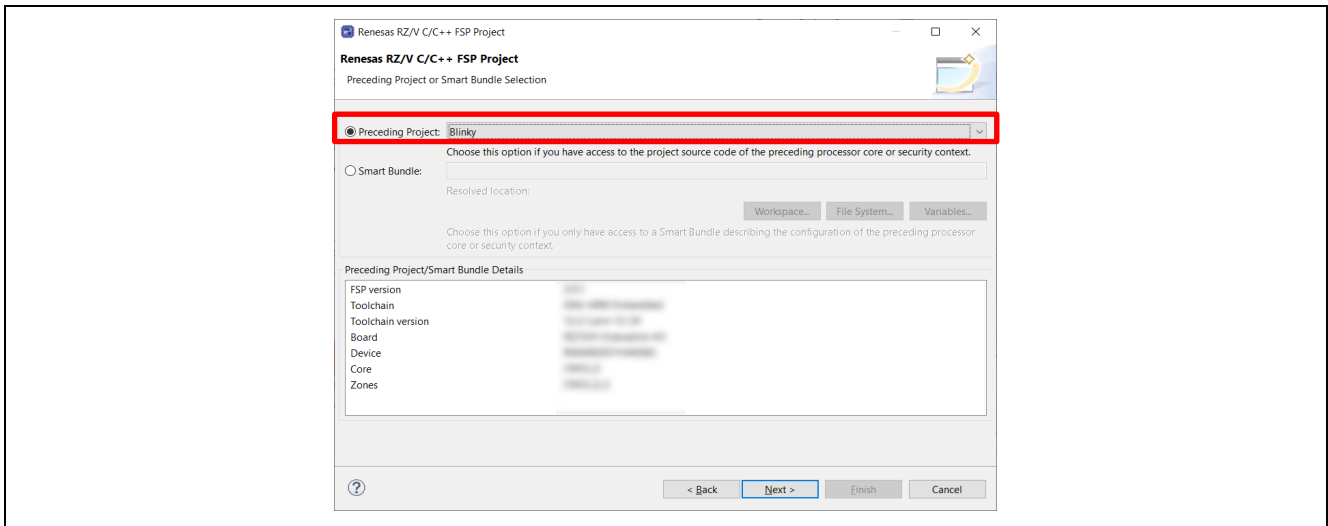 Renesas RZ/V C/C++ FSP Project
Renesas RZ/V C/C++ FSP Project
Preceding Project or Smart Bundle Selection
Preceding Project: Blinky
Choose this option if you have access to the project source code of the preceding processor core or security context.
Smart Bundle:
Resolved location:
Workspace... File System... Variables...
Choose this option if you only have access to a Smart Bundle describing the configuration of the preceding processor
core or security context.
Preceding Project/Smart Bundle Details
FSP version
Toolchain
Toolchain version
Board
Device
Core
Zones
? < Back Next > Finish Cancel